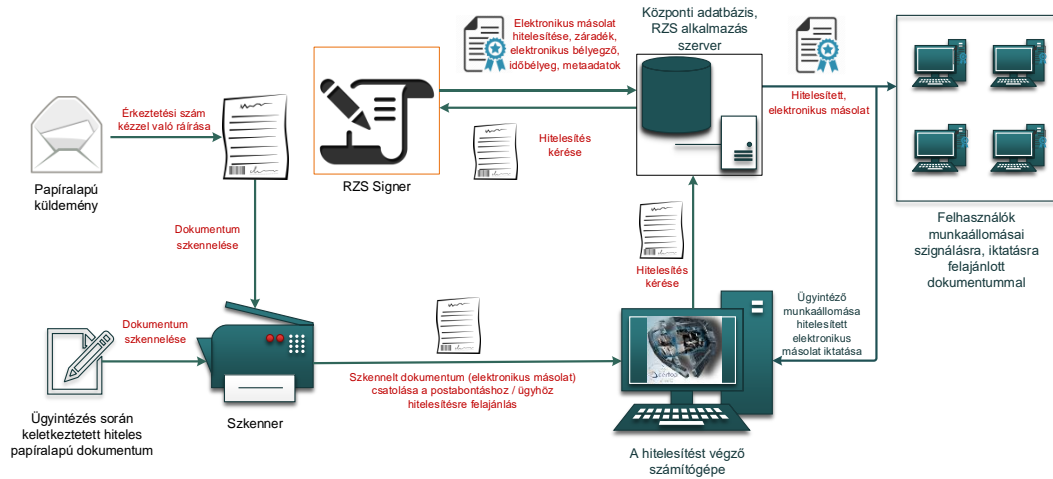 Elektronikus másolat
hitelesítése, záradék,
elektronikus bélyegző,
időbélyeg, metaadatok
Központi adatbázis,
RZS alkalmazás
szerver
Érkeztetési szám
kézzel való ráírása
Hitelesített,
elektronikus másolat
Hitelesítés
kérése
Papíralapú
küldemény
RZS Signer
Felhasználók
munkaállomásai
szignálásra, iktatásra
felajánlott
dokumentummal
Dokumentum
szkennelése
Hitelesítés
kérése
Ügyintéző
munkaállomása
hitelesített
elektronikus
másolat iktatása
Dokumentum
szkennelése
Szkennelt dokumentum (elektronikus másolat)
csatolása a postabontáshoz / ügyhöz
hitelesítésre felajánlás
Ügyintézés során
keletkeztetett hiteles
papíralapú dokumentum
Szkenner
A hitelesítést végző
számítógépe